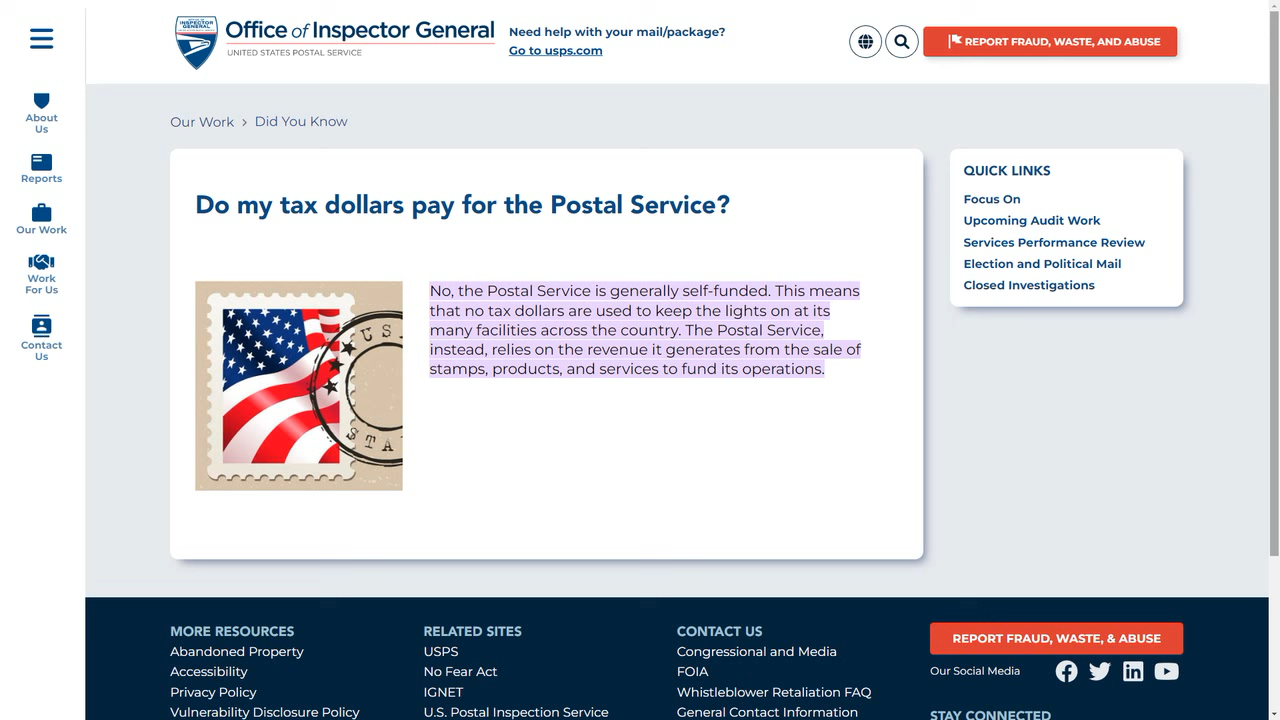 OFFICE OF
INSPECTOR
GENERAL
UNITED STATES POSTAL SERVICE
Office of Inspector General
UNITED STATES POSTAL SERVICE
Need help with your mail/package?
Go to usps.com
REPORT FRAUD, WASTE, AND ABUSE
About
Us
Reports
Our Work
Work
For Us
Contact
Us
Our Work > Did You Know
Do my tax dollars pay for the Postal Service?
No, the Postal Service is generally self-funded. This means
that no tax dollars are used to keep the lights on at its
many facilities across the country. The Postal Service,
instead, relies on the revenue it generates from the sale of
stamps, products, and services to fund its operations.
U S
S T A
QUICK LINKS
Focus On
Upcoming Audit Work
Services Performance Review
Election and Political Mail
Closed Investigations
MORE RESOURCES
Abandoned Property
Accessibility
Privacy Policy
Vulnerability Disclosure Policy
RELATED SITES
USPS
No Fear Act
IGNET
U.S. Postal Inspection Service
CONTACT US
Congressional and Media
FOIA
Whistleblower Retaliation FAQ
General Contact Information
REPORT FRAUD, WASTE, & ABUSE
Our Social Media
STAY CONNECTED